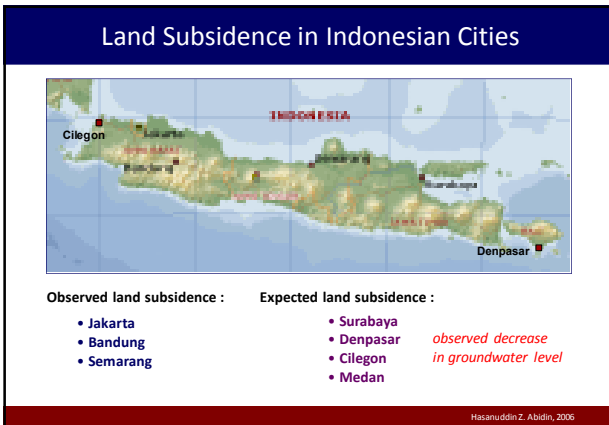 Land Subsidence in Indonesian Cities
INDONESIA
Cilegon
Jakarta
Bandung
Semarang
Surabaya
Denpasar
Observed land subsidence :
• Jakarta
• Bandung
• Semarang
Expected land subsidence :
• Surabaya
• Denpasar
• Cilegon
• Medan
observed decrease
in groundwater level
Hasanuddin Z. Abidin, 2006